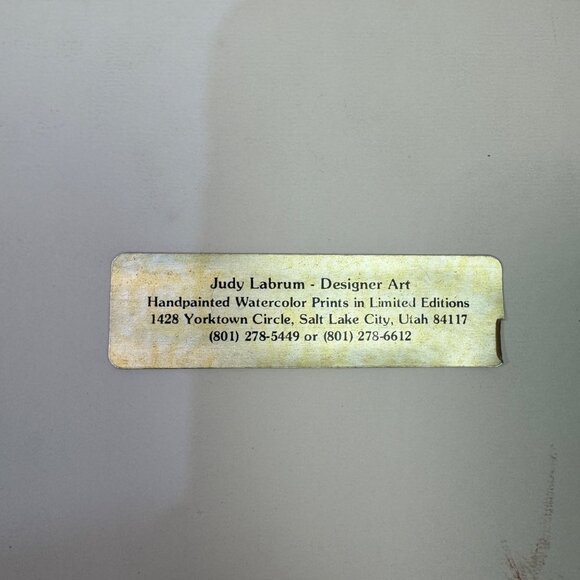 Judy Labrum - Designer Art
Handpainted Watercolor Prints in Limited Editions
1428 Yorktown Circle, Salt Lake City, Utah 84117
(801) 278-5449 or (801) 278-6612